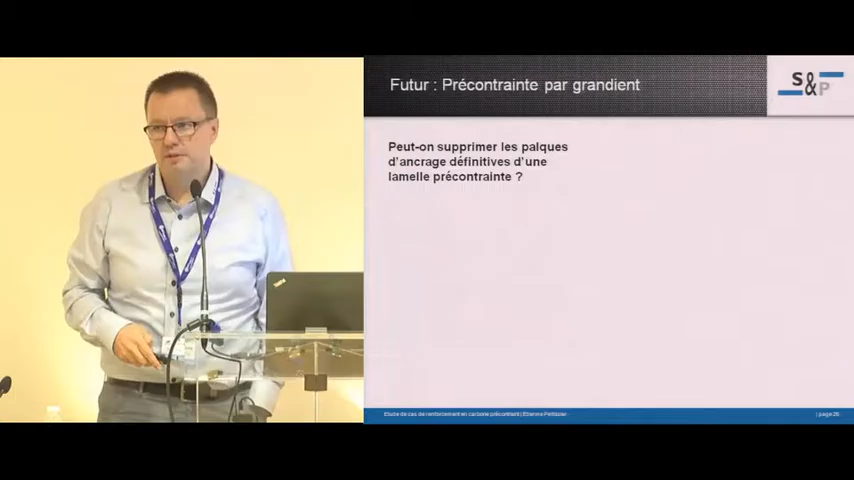 Futur : Précontrainte par grandient
S&P
Peut-on supprimer les palques
d'ancrage définitives d'une
lamelle précontrainte ?
Etude de cas de renforcement en carbone précontraint | Etienne
| page 26